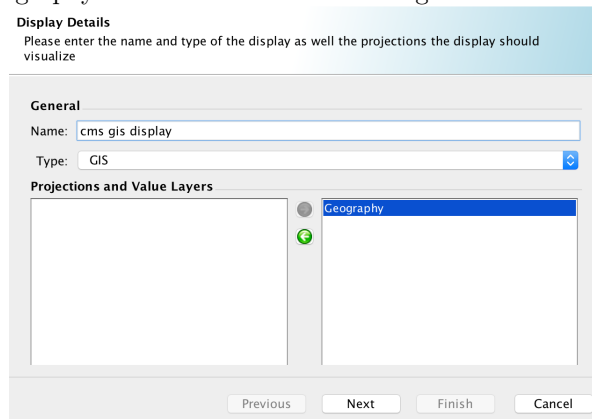 Display Details
Please enter the name and type of the display as well the projections the display should
visualize
General
Name: cms gis display
Type: GIS
Projections and Value Layers
Geography
Previous Next Finish Cancel